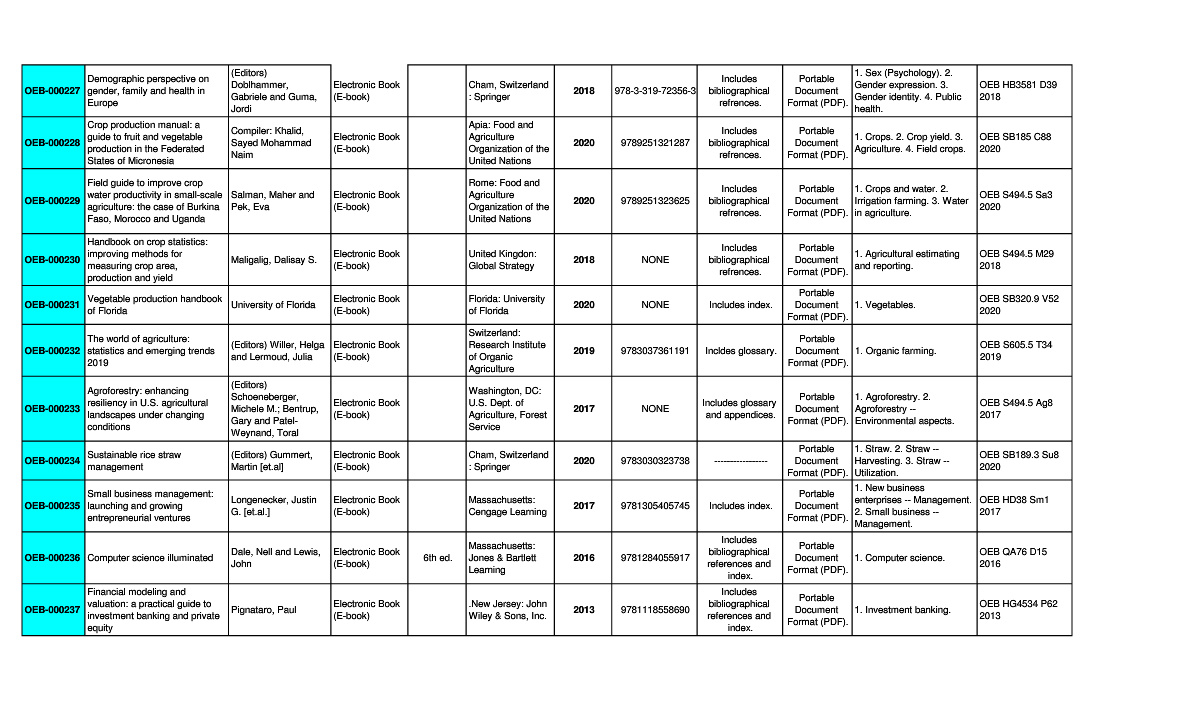 OEB-000227
Demographic perspective on
gender, family and health in
Europe
(Editors)
Doblhammer,
Gabriele and Guma,
Jordi
Electronic Book
(E-book)
Cham, Switzerland
: Springer
2018
978-3-319-72356-3
Includes
bibliographical
refrences.
Portable
Document
Format (PDF).
1. Sex (Psychology). 2.
Gender expression. 3.
Gender identity. 4. Public
health.
OEB HB3581 D39
2018
OEB-000228
Crop production manual: a
guide to fruit and vegetable
production in the Federated
States of Micronesia
Compiler: Khalid,
Sayed Mohammad
Naim
Electronic Book
(E-book)
Apia: Food and
Agriculture
Organization of the
United Nations
2020
9789251321287
Includes
bibliographical
refrences.
Portable
Document
Format (PDF).
1. Crops. 2. Crop yield. 3.
Agriculture. 4. Field crops.
OEB SB185 C88
2020
OEB-000229
Field guide to improve crop
water productivity in small-scale
agriculture: the case of Burkina
Faso, Morocco and Uganda
Salman, Maher and
Pek, Eva
Electronic Book
(E-book)
Rome: Food and
Agriculture
Organization of the
United Nations
2020
9789251323625
Includes
bibliographical
refrences.
Portable
Document
Format (PDF).
1. Crops and water. 2.
Irrigation farming. 3. Water
in agriculture.
OEB S494.5 Sa3
2020
OEB-000230
Handbook on crop statistics:
improving methods for
measuring crop area,
production and yield
Maligalig, Dalisay S.
Electronic Book
(E-book)
United Kingdon:
Global Strategy
2018
NONE
Includes
bibliographical
refrences.
Portable
Document
Format (PDF).
1. Agricultural estimating
and reporting.
OEB S494.5 M29
2018
OEB-000231
Vegetable production handbook
of Florida
University of Florida
Electronic Book
(E-book)
Florida: University
of Florida
2020
NONE
Includes index.
Portable
Document
Format (PDF).
1. Vegetables.
OEB SB320.9 V52
2020
OEB-000232
The world of agriculture:
statistics and emerging trends
2019
(Editors) Willer, Helga
and Lermoud, Julia
Electronic Book
(E-book)
Switzerland:
Research Institute
of Organic
Agriculture
2019
9783037361191
Incldes glossary.
Portable
Document
Format (PDF).
1. Organic farming.
OEB S605.5 T34
2019
OEB-000233
Agroforestry: enhancing
resiliency in U.S. agricultural
landscapes under changing
conditions
(Editors)
Schoeneberger,
Michele M.; Bentrup,
Gary and Patel-
Weynand, Toral
Electronic Book
(E-book)
Washington, DC:
U.S. Dept. of
Agriculture, Forest
Service
2017
NONE
Includes glossary
and appendices.
Portable
Document
Format (PDF).
1. Agroforestry. 2.
Agroforestry --
Environmental aspects.
OEB S494.5 Ag8
2017
OEB-000234
Sustainable rice straw
management
(Editors) Gummert,
Martin [et.al]
Electronic Book
(E-book)
Cham, Switzerland
: Springer
2020
9783030323738
-----------------
Portable
Document
Format (PDF).
1. Straw. 2. Straw --
Harvesting. 3. Straw --
Utilization.
OEB SB189.3 Su8
2020
OEB-000235
Small business management:
launching and growing
entrepreneurial ventures
Longenecker, Justin
G. [et.al.]
Electronic Book
(E-book)
Massachusetts:
Cengage Learning
2017
9781305405745
Includes index.
Portable
Document
Format (PDF).
1. New business
enterprises -- Management.
2. Small business --
Management.
OEB HD38 Sm1
2017
OEB-000236
Computer science illuminated
Dale, Nell and Lewis,
John
Electronic Book
(E-book)
6th ed.
Massachusetts:
Jones & Bartlett
Learning
2016
9781284055917
Includes
bibliographical
references and
index.
Portable
Document
Format (PDF).
1. Computer science.
OEB QA76 D15
2016
OEB-000237
Financial modeling and
valuation: a practical guide to
investment banking and private
equity
Pignataro, Paul
Electronic Book
(E-book)
.New Jersey: John
Wiley & Sons, Inc.
2013
9781118558690
Includes
bibliographical
references and
index.
Portable
Document
Format (PDF).
1. Investment banking.
OEB HG4534 P62
2013